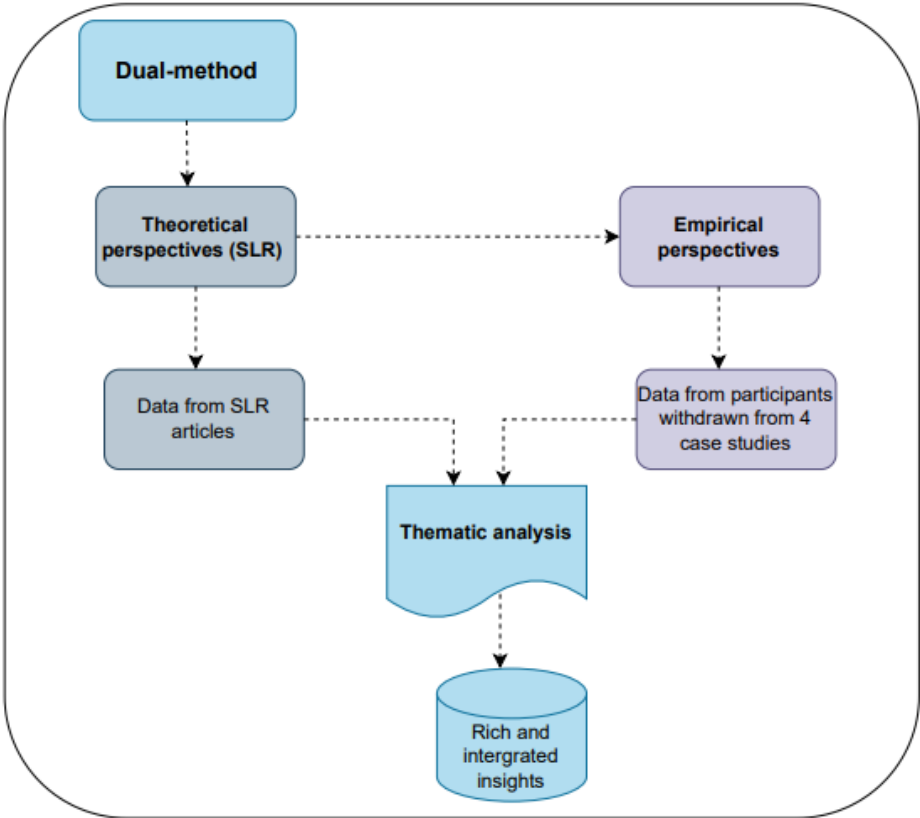 Dual-method
Theoretical
perspectives (SLR)
Empirical
perspectives
Data from SLR
articles
Data from participants
withdrawn from 4
case studies
Thematic analysis
Rich and
intergrated
insights